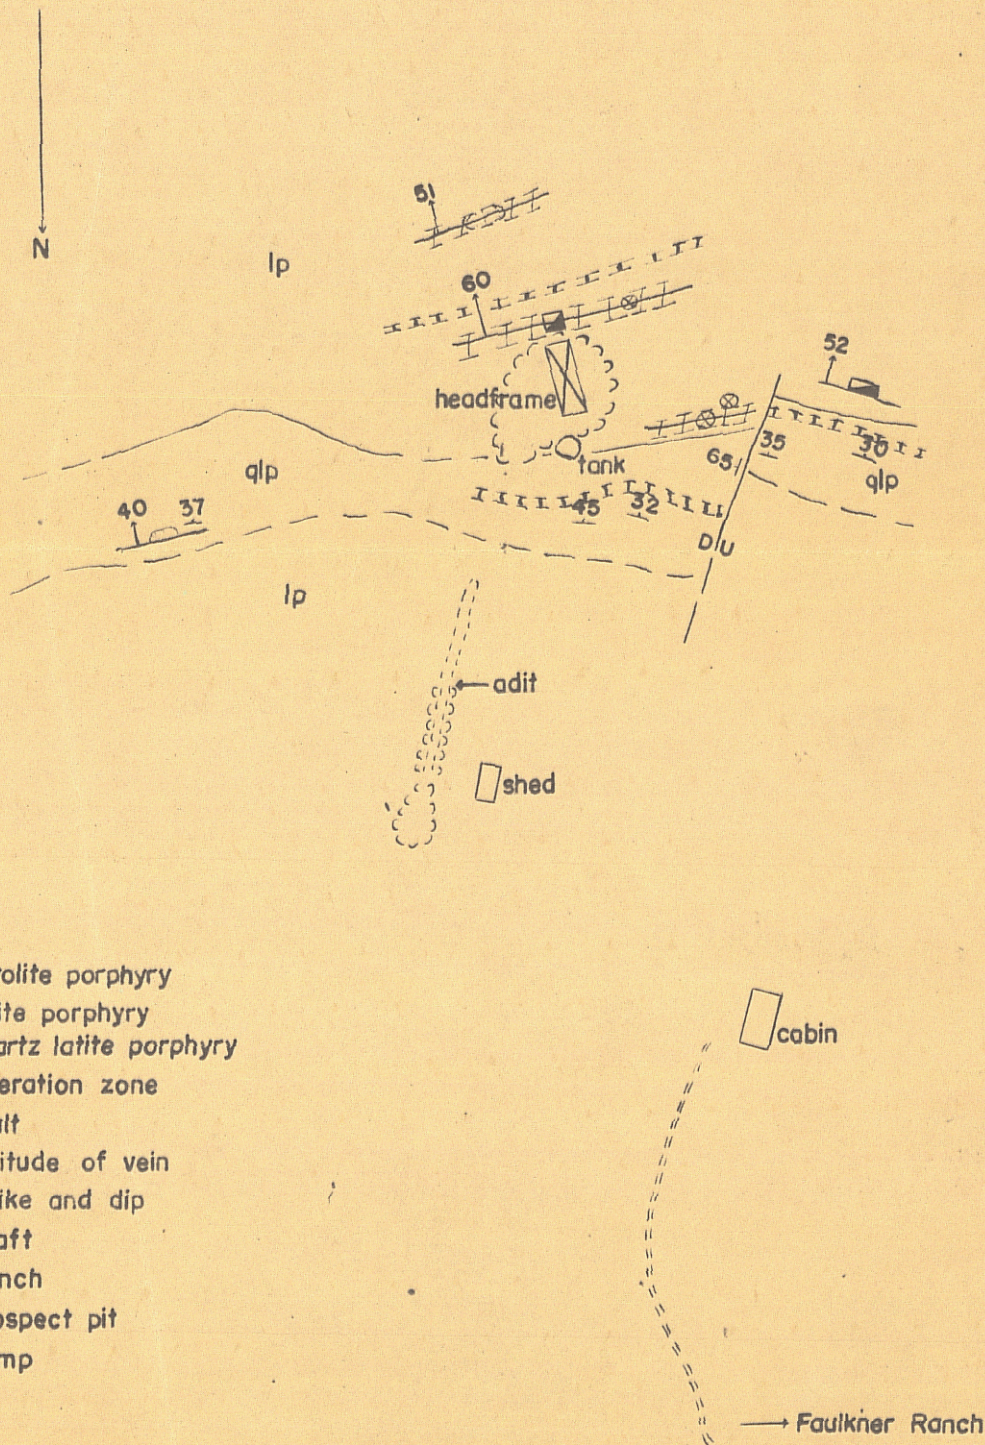 51
N
lp
60
52
headframe
35
30
tank
65
qlp
qlp
45
32
40
37
D U
lp
adit
shed
olite porphyry
ite porphyry
artz latite porphyry
cabin
eration zone
ult
itude of vein
ike and dip
aft
nch
ospect pit
mp
Faulkner Ranch